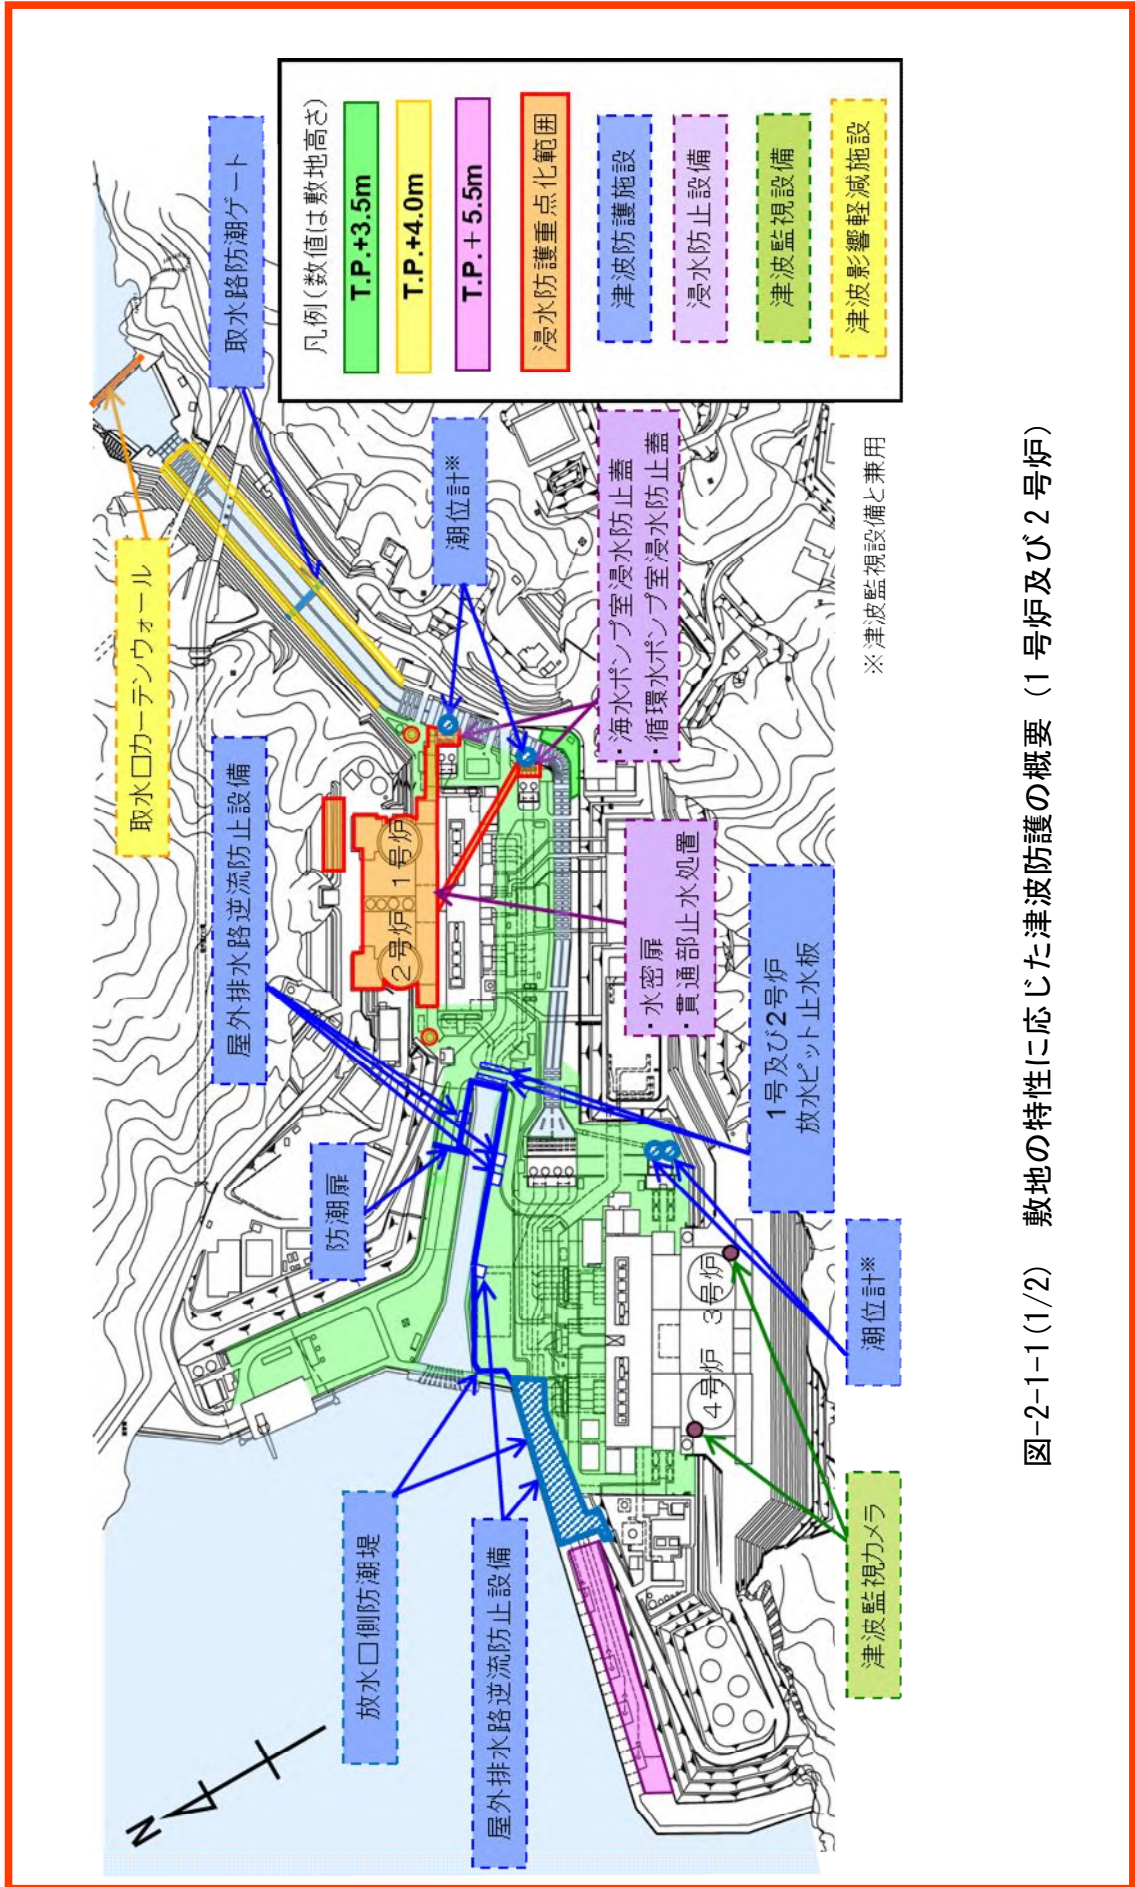 凡例(数値は敷地高さ)
T.P.+3.5m
T.P.+4.0m
T.P.+5.5m
浸水防護重点化範囲
津波防護施設
浸水防止設備
津波監視設備
津波影響軽減施設
取水路防潮ゲート
取水口カーテンウォール
潮位計※
・海水ポンプ室浸水防止蓋
・循環水ポンプ室浸水防止蓋
※津波監視設備と兼用
屋外排水路逆流防止設備
2号炉
1号炉
・水密扉
・貫通部止水処置
1号及び2号炉
放水ピット止水板
防潮扉
潮位計※
3号炉
4号炉
放水口側防潮堤
屋外排水路逆流防止設備
津波監視カメラ
N
図-2-1-1(1/2) 敷地の特性に応じた津波防護の概要(1号炉及び2号炉)